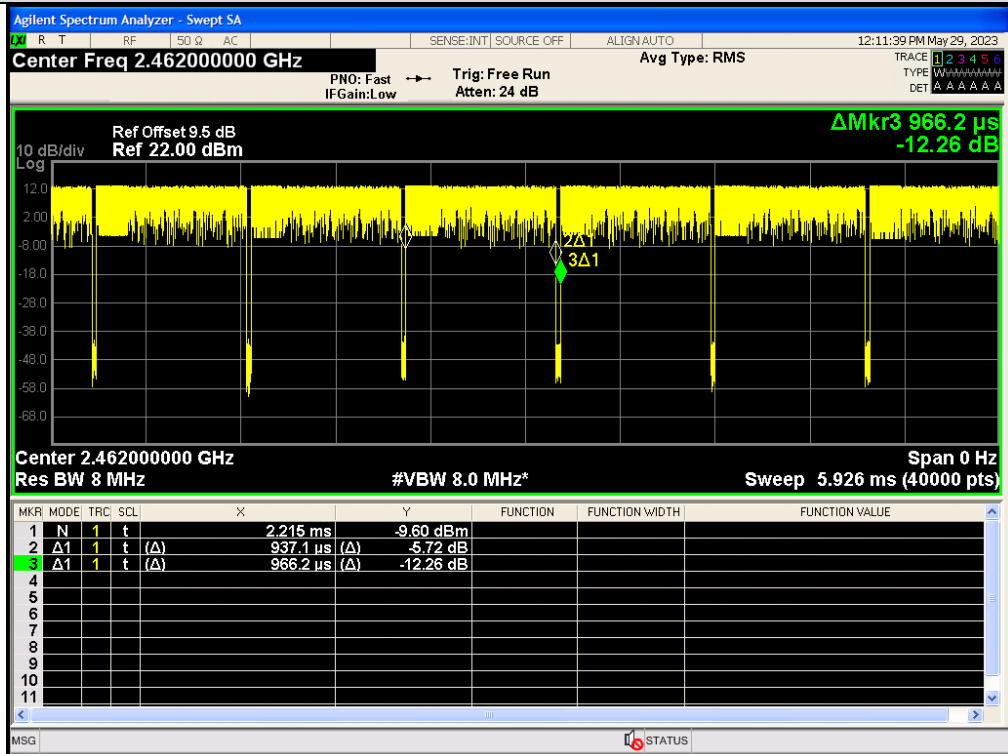 Agilent Spectrum Analyzer - Swept SA
LXI R T RF 50 Ω AC SENSE:INT SOURCE OFF ALIGN AUTO 12:11:39 PM May 29, 2023
Center Freq 2.462000000 GHz
PNO: Fast
IFGain:Low
Trig: Free Run
Atten: 24 dB
Avg Type: RMS
TRACE 1 2 3 4 5 6
TYPE W
DET A A A A A A
ΔMkr3 966.2 µs
-12.26 dB
Ref Offset 9.5 dB
10 dB/div Ref 22.00 dBm
Log
12.0
2.00
-8.00
-18.0
-28.0
-38.0
-48.0
-58.0
-68.0
2Δ1
3Δ1
Center 2.462000000 GHz Span 0 Hz
Res BW 8 MHz #VBW 8.0 MHz* Sweep 5.926 ms (40000 pts)
MKR MODE TRC SCL X Y FUNCTION FUNCTION WIDTH FUNCTION VALUE
1 N 1 t 2.215 ms -9.60 dBm
2 Δ1 1 t (Δ) 937.1 µs (Δ) -5.72 dB
3 Δ1 1 t (Δ) 966.2 µs (Δ) -12.26 dB
4
5
6
7
8
9
10
11
MSG STATUS